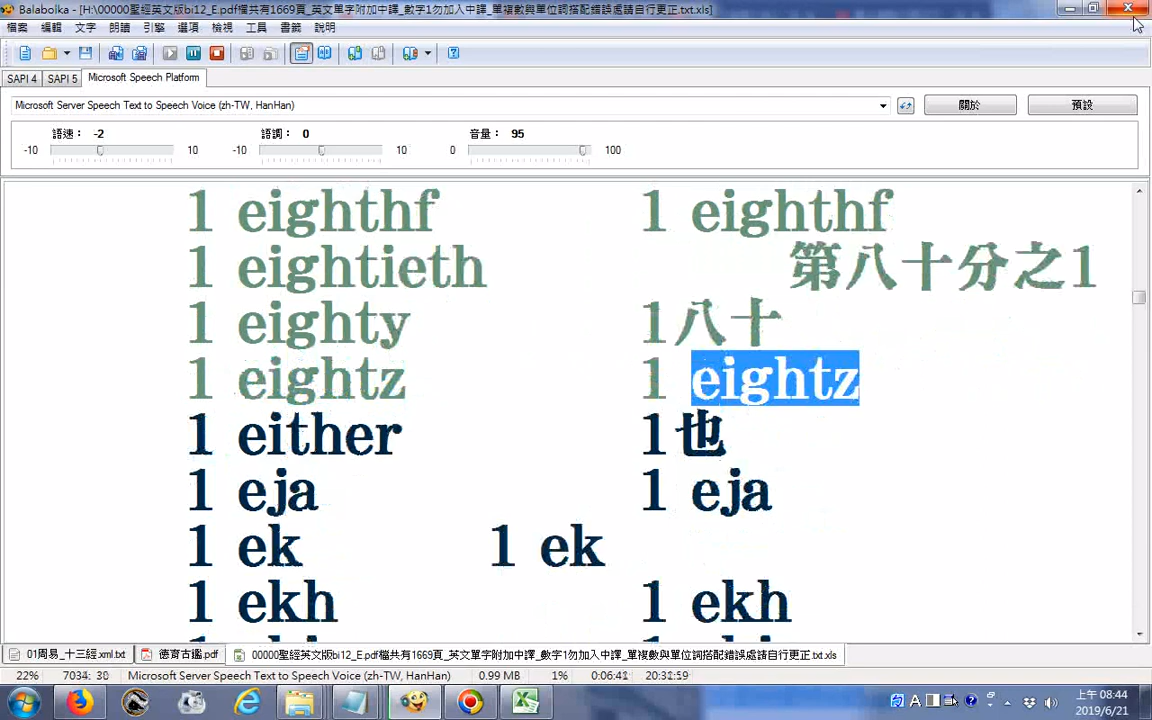 Balabolka - [H:\00000聖經英文版bi12_E.pdf檔共有1669頁_英文單字附加中譯_數字1勿加入中譯_單複數與單位詞搭配錯誤處請自行更正.txt.xls]
檔案 編輯 文字 朗讀 引擎 選項 檢視 工具 書籤 說明
SAPI 4 SAPI 5 Microsoft Speech Platform
Microsoft Server Speech Text to Speech Voice (zh-TW, HanHan) 關於 預設
語速： -2 語調： 0 音量： 95
-10 10 -10 10 0 100
1 eighthf 1 eighthf
1 eightieth 第八十分之1
1 eighty 1八十
1 eightz 1 eightz
1 either 1也
1 eja 1 eja
1 ek 1 ek
1 ekh 1 ekh
01周易_十三經.xml.txt 德育古鑑.pdf 00000聖經英文版bi12_E.pdf檔共有1669頁_英文單字附加中譯_數字1勿加入中譯_單複數與單位詞搭配錯誤處請自行更正.txt.xls
22% 7034: 30 Microsoft Server Speech Text to Speech Voice (zh-TW, HanHan) 0.99 MB 1% 0:06:41 20:31:59
上午 08:44
2019/6/21